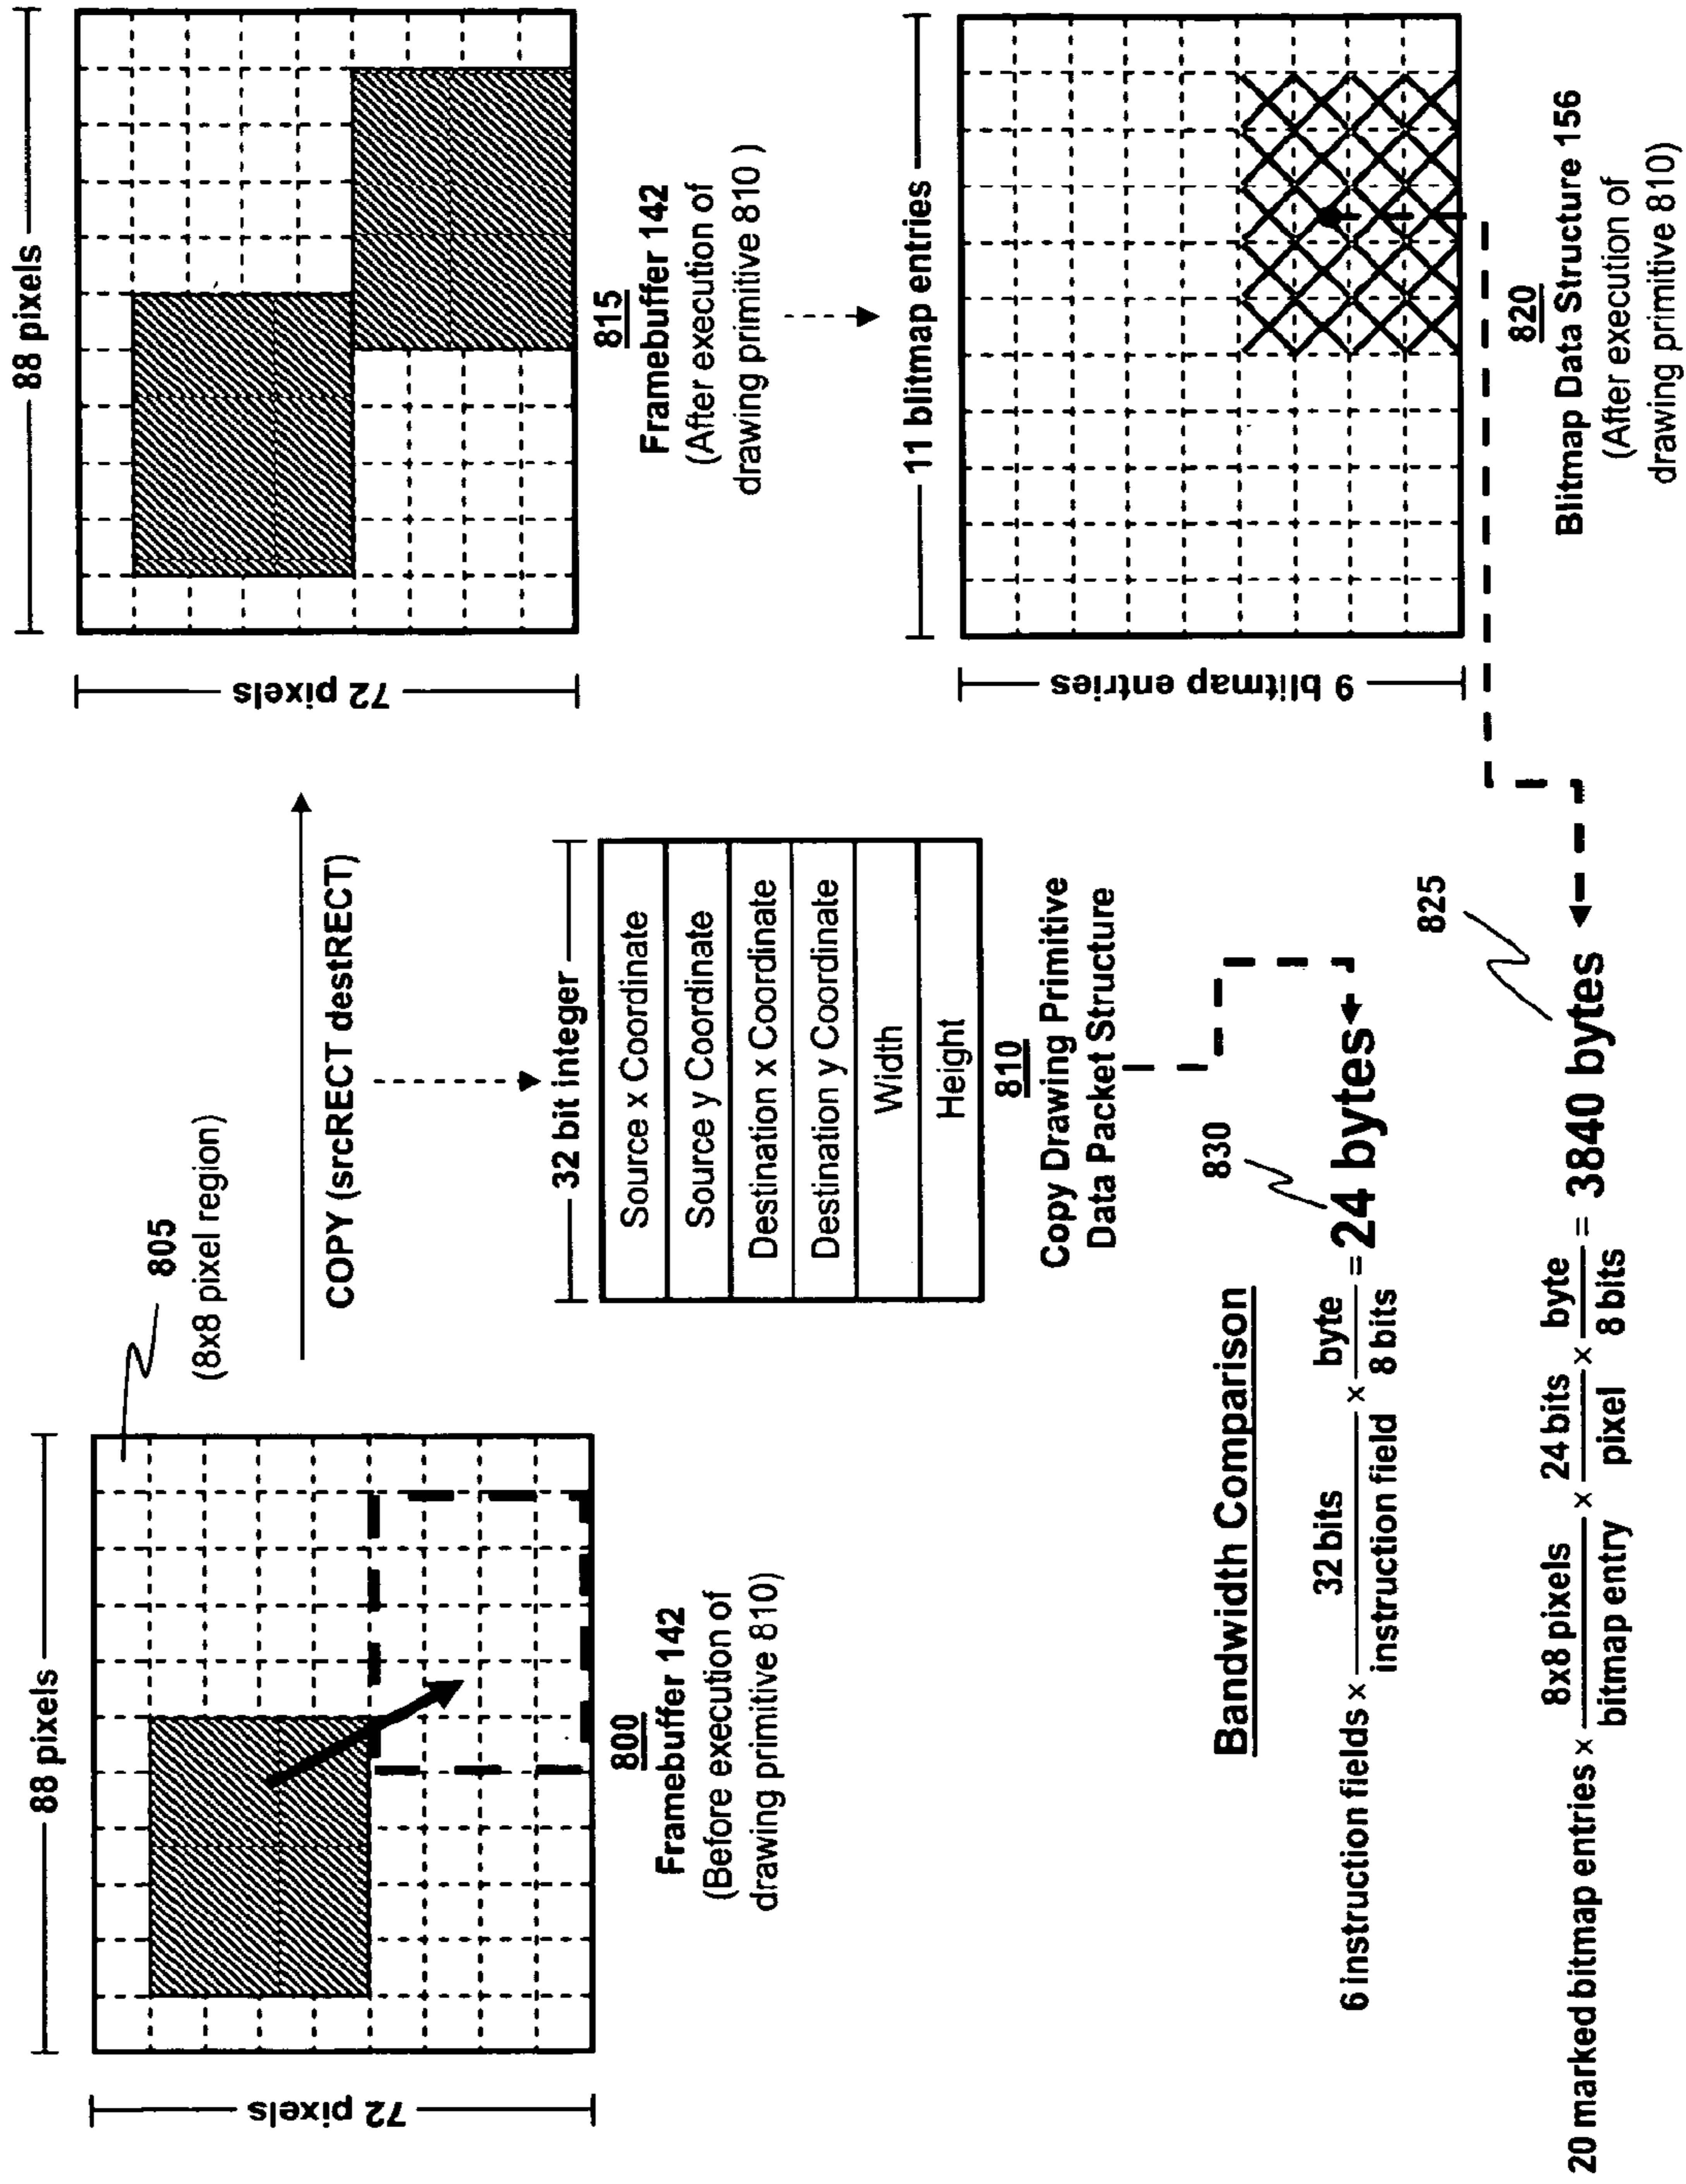 88 pixels
72 pixels
800
Framebuffer 142
(Before execution of
drawing primitive 810)
805
(8x8 pixel region)
COPY (srcRECT destRECT)
32 bit integer
Source x Coordinate
Source y Coordinate
Destination x Coordinate
Destination y Coordinate
Width
Height
810
Copy Drawing Primitive
Data Packet Structure
88 pixels
72 pixels
815
Framebuffer 142
(After execution of
drawing primitive 810 )
11 blitmap entries
9 blitmap entries
820
Blitmap Data Structure 156
(After execution of
drawing primitive 810)
Bandwidth Comparison
830
6 instruction fields × 32 bits / instruction field × byte / 8 bits = 24 bytes
825
20 marked bitmap entries × 8x8 pixels / bitmap entry × 24 bits / pixel × byte / 8 bits = 3840 bytes